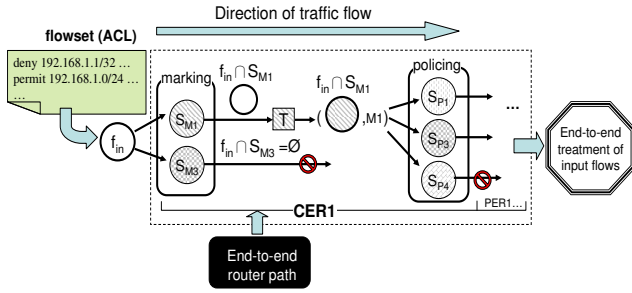 Direction of traffic flow
flowset (ACL)
deny 192.168.1.1/32 ...
permit 192.168.1.0/24 ...
...
f_in
marking
S_M1
S_M3
f_in ∩ S_M1
T
f_in ∩ S_M3 =Ø
f_in ∩ S_M1
( , M1)
policing
S_P1
S_P3
S_P4
...
PER1...
CER1
End-to-end
router path
End-to-end
treatment of
input flows